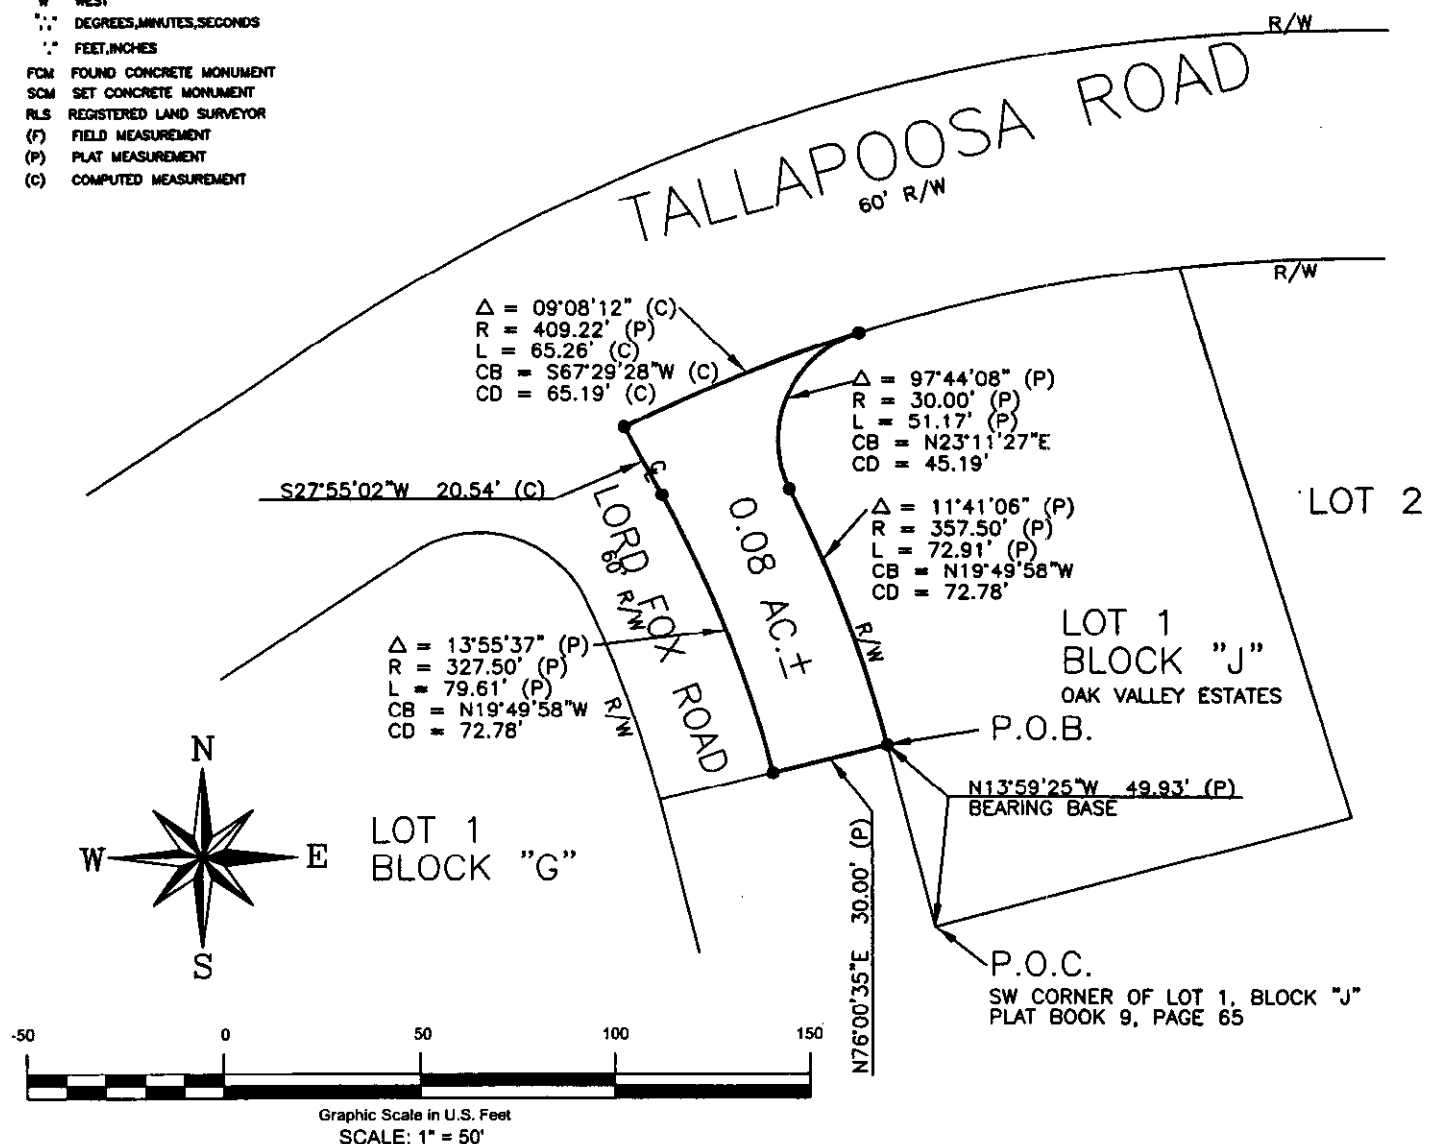 W WEST
°,','' DEGREES,MINUTES,SECONDS
'," FEET,INCHES
FCM FOUND CONCRETE MONUMENT
SCM SET CONCRETE MONUMENT
RLS REGISTERED LAND SURVEYOR
(F) FIELD MEASUREMENT
(P) PLAT MEASUREMENT
(C) COMPUTED MEASUREMENT
R/W
TALLAPOOSA ROAD
60' R/W
R/W
Δ = 09°08'12" (C)
R = 409.22' (P)
L = 65.26' (C)
CB = S67°29'28"W (C)
CD = 65.19' (C)
Δ = 97°44'08" (P)
R = 30.00' (P)
L = 51.17' (P)
CB = N23°11'27"E
CD = 45.19'
S27°55'02"W 20.54' (C)
CL
LORD FOX ROAD
60' R/W
0.08 AC.±
Δ = 11°41'06" (P)
R = 357.50' (P)
L = 72.91' (P)
CB = N19°49'58"W
CD = 72.78'
LOT 2
R/W
LOT 1
BLOCK "J"
OAK VALLEY ESTATES
Δ = 13°55'37" (P)
R = 327.50' (P)
L = 79.61' (P)
CB = N19°49'58"W
CD = 72.78'
R/W
P.O.B.
N13°59'25"W 49.93' (P)
BEARING BASE
N
W
E
S
LOT 1
BLOCK "G"
N76°00'35"E 30.00' (P)
P.O.C.
SW CORNER OF LOT 1, BLOCK "J"
PLAT BOOK 9, PAGE 65
-50 0 50 100 150
Graphic Scale in U.S. Feet
SCALE: 1" = 50'